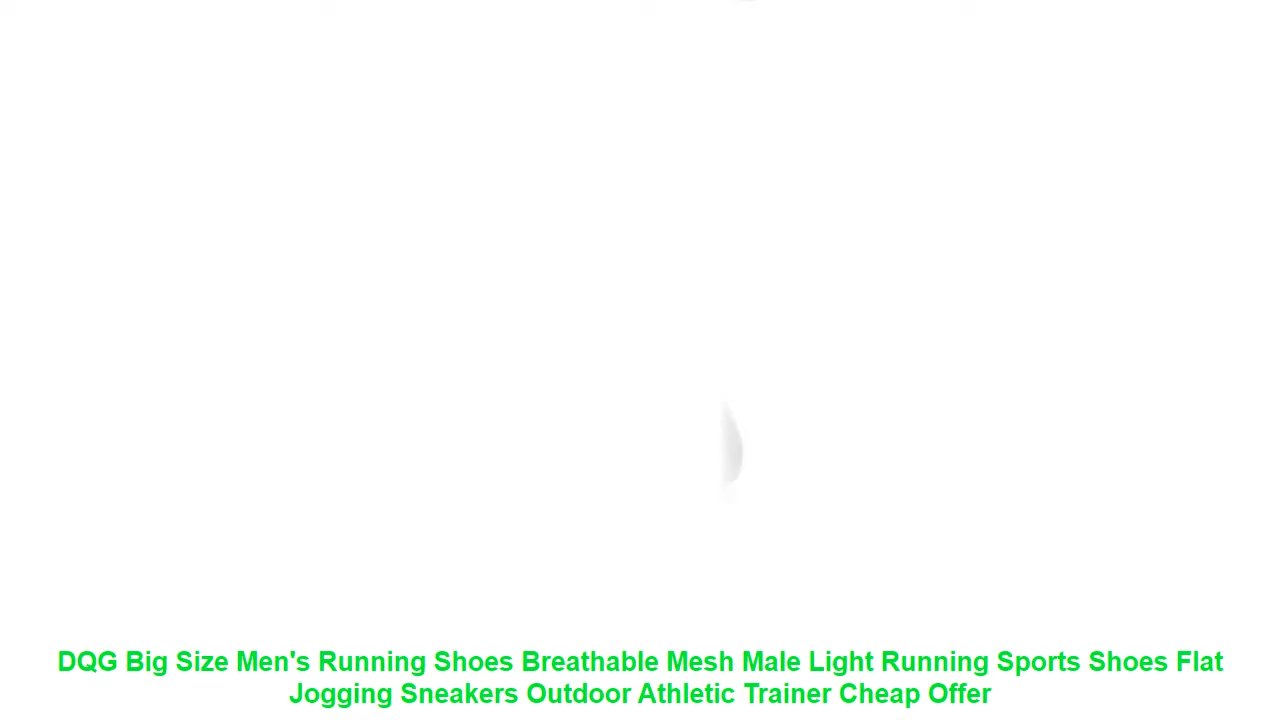 DQG Big Size Men's Running Shoes Breathable Mesh Male Light Running Sports Shoes Flat
Jogging Sneakers Outdoor Athletic Trainer Cheap Offer